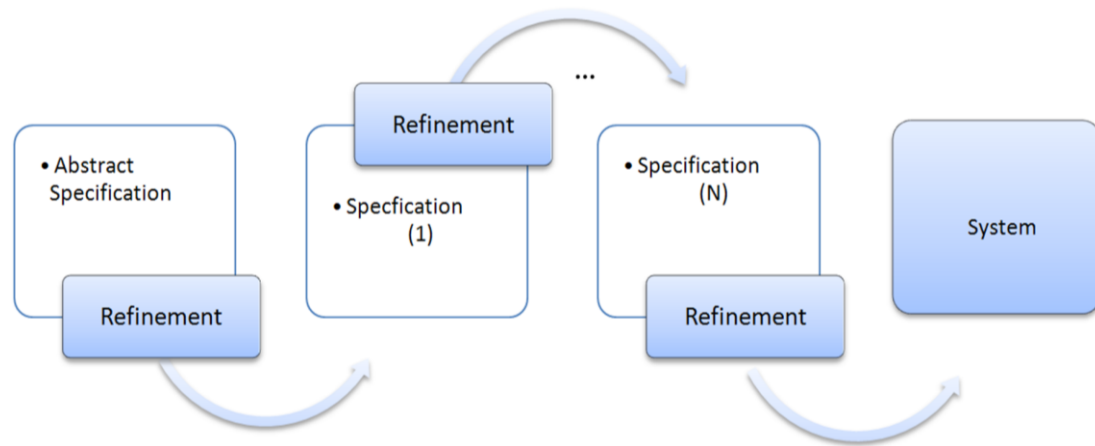 • Abstract
Specification
Refinement
Refinement
• Specfication
(1)
...
• Specification
(N)
Refinement
System